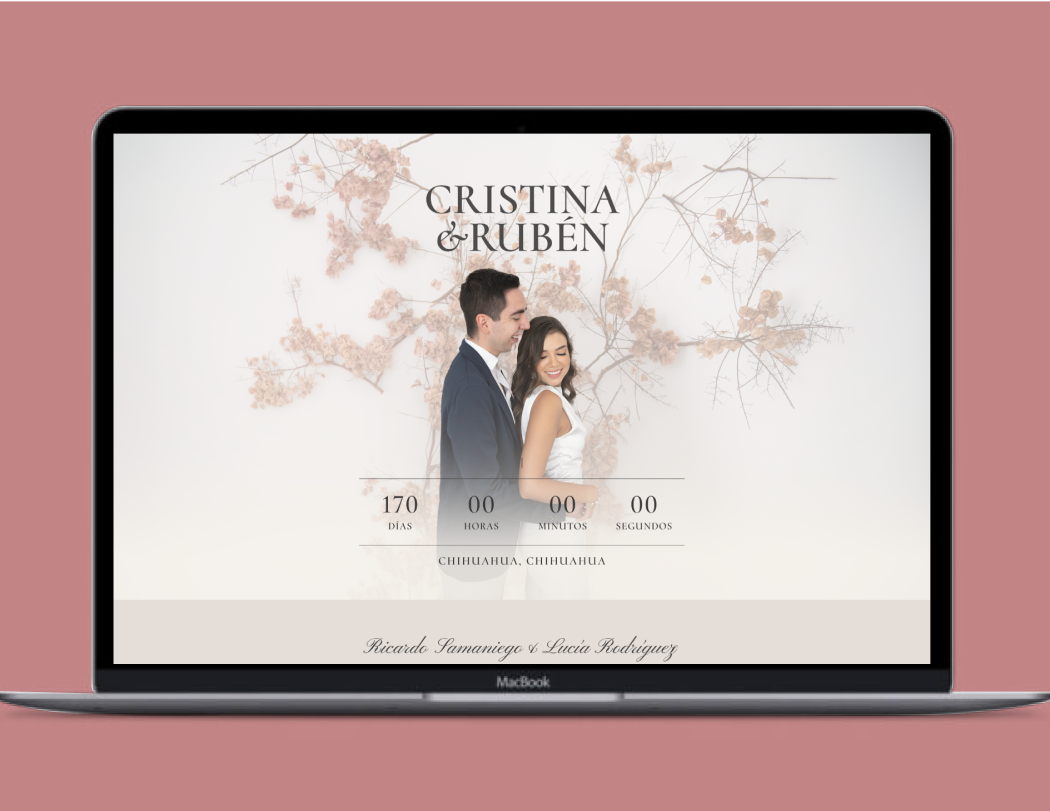 CRISTINA
&RUBÉN
170 00 00 00
DÍAS HORAS MINUTOS SEGUNDOS
CHIHUAHUA, CHIHUAHUA
Ricardo Samaniego & Lucía Rodríguez
MacBook